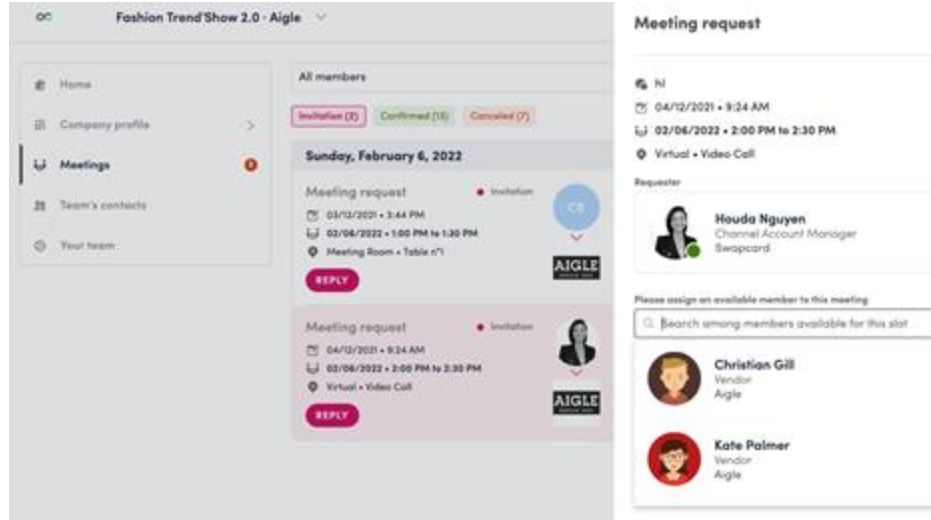 Fashion Trend'Show 2.0 - Aigle
Home
Company profile
Meetings
Team's contacts
Your team
All members
Invitation (2)
Confirmed (13)
Canceled (7)
Sunday, February 6, 2022
Meeting request
Invitation
03/12/2021 • 3:44 PM
02/06/2022 • 1:00 PM to 1:30 PM
Meeting Room • Table n°1
REPLY
CB
AIGLE
Meeting request
Invitation
04/12/2021 • 9:24 AM
02/06/2022 • 2:00 PM to 2:30 PM
Virtual • Video Call
REPLY
AIGLE
Meeting request
hi
04/12/2021 • 9:24 AM
02/06/2022 • 2:00 PM to 2:30 PM
Virtual • Video Call
Requester
Houda Nguyen
Channel Account Manager
Swapcard
Please assign an available member to this meeting
Search among members available for this slot
Christian Gill
Vendor
Aigle
Kate Palmer
Vendor
Aigle